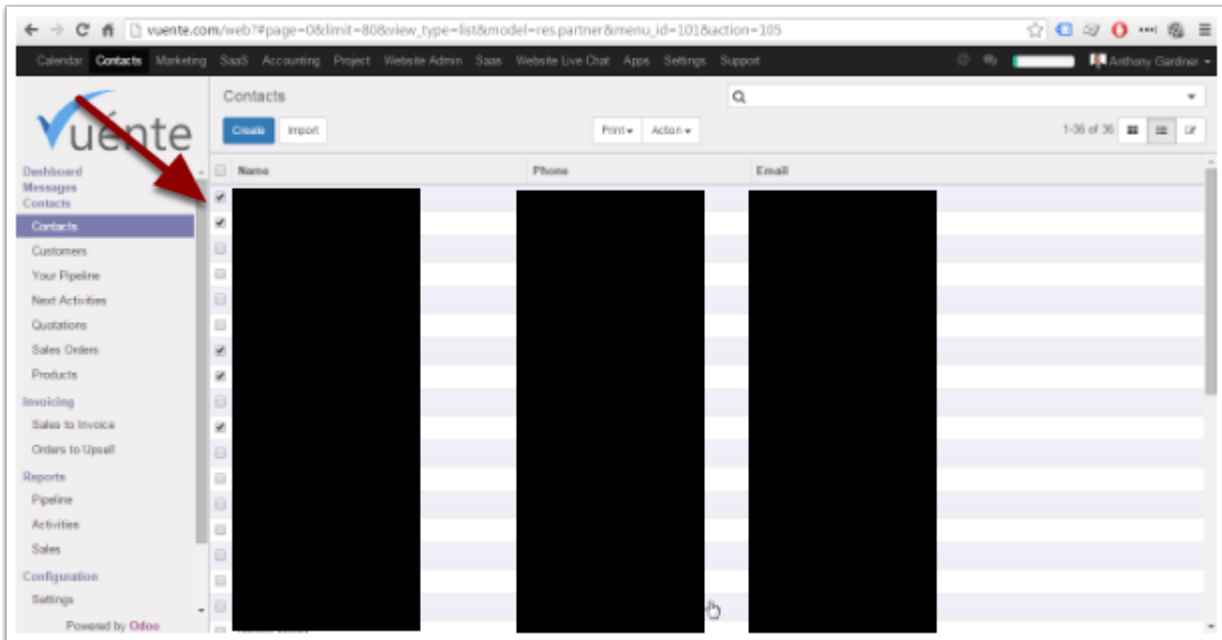 vuente.com/web?#page=0&limit=80&view_type=list&model=res.partner&menu_id=101&action=105
Calendar Contacts Marketing SaaS Accounting Project Website Admin Saas Website Live Chat Apps Settings Support Anthony Gardiner
Vuénte
Contacts
Create Import Print Action 1-36 of 36
Name Phone Email
Dashboard
Messages
Contacts
Contacts
Customers
Your Pipeline
Next Activities
Quotations
Sales Orders
Products
Invoicing
Sales to Invoice
Orders to Upsell
Reports
Pipeline
Activities
Sales
Configuration
Settings
Powered by Odoo